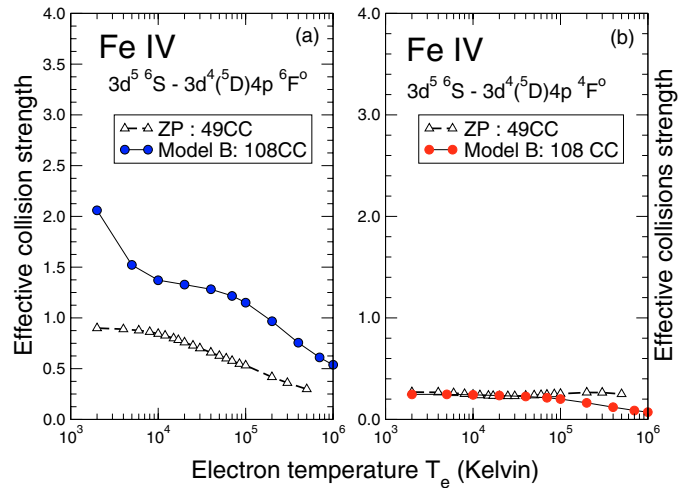 Fe IV (a)
3d⁵ ⁶S - 3d⁴(⁵D)4p ⁶Fᵒ
ZP : 49CC
Model B: 108CC
Effective collision strength
4.0
3.5
3.0
2.5
2.0
1.5
1.0
0.5
0.0
10³ 10⁴ 10⁵ 10⁶
Fe IV (b)
3d⁵ ⁶S - 3d⁴(⁵D)4p ⁴Fᵒ
ZP : 49CC
Model B: 108 CC
Effective collisions strength
4.0
3.5
3.0
2.0
1.0
0.0
10³ 10⁴ 10⁵ 10⁶
Electron temperature Tₑ (Kelvin)